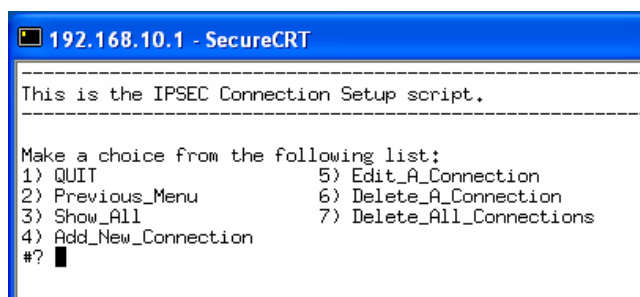 192.168.10.1 - SecureCRT
------------------------------------------------------------
This is the IPSEC Connection Setup script.
------------------------------------------------------------
Make a choice from the following list:
1) QUIT 5) Edit_A_Connection
2) Previous_Menu 6) Delete_A_Connection
3) Show_All 7) Delete_All_Connections
4) Add_New_Connection
#?